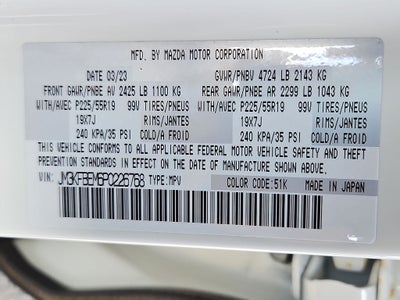 MFD. BY MAZDA MOTOR CORPORATION
DATE 03/23 GVWR/PNBV 4724 LB 2143 KG
FRONT GAWR/PNBE AV 2425 LB 1100 KG REAR GAWR/PNBE AR 2299 LB 1043 KG
WITH/AVEC P225/55R19 99V TIRES/PNEUS WITH/AVEC P225/55R19 99V TIRES/PNEUS
19X7J RIMS/JANTES 19X7J RIMS/JANTES
240 KPA/35 PSI COLD/A FROID 240 KPA/35 PSI COLD/A FROID
THIS VEHICLE CONFORMS TO ALL APPLICABLE FEDERAL MOTOR VEHICLE SAFETY AND THEFT
PREVENTION STANDARDS IN EFFECT ON THE DATE OF MANUFACTURE SHOWN ABOVE.
VIN: TYPE:MPV COLOR CODE:51K MADE IN JAPAN